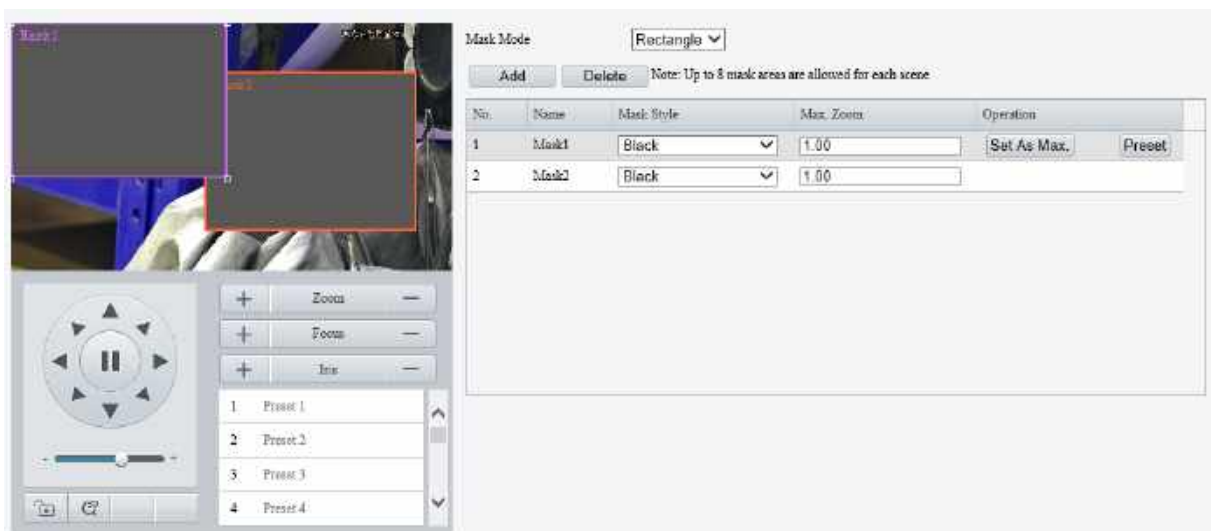 Mask1
Mask Mode Rectangle
Add Delete Note: Up to 8 mask areas are allowed for each scene
No. Name Mask Style Max. Zoom Operation
1 Mask1 Black 1.00 Set As Max. Preset
2 Mask2 Black 1.00
+ Zoom −
+ Focus −
+ Iris −
1 Preset 1
2 Preset 2
3 Preset 3
4 Preset 4
- +